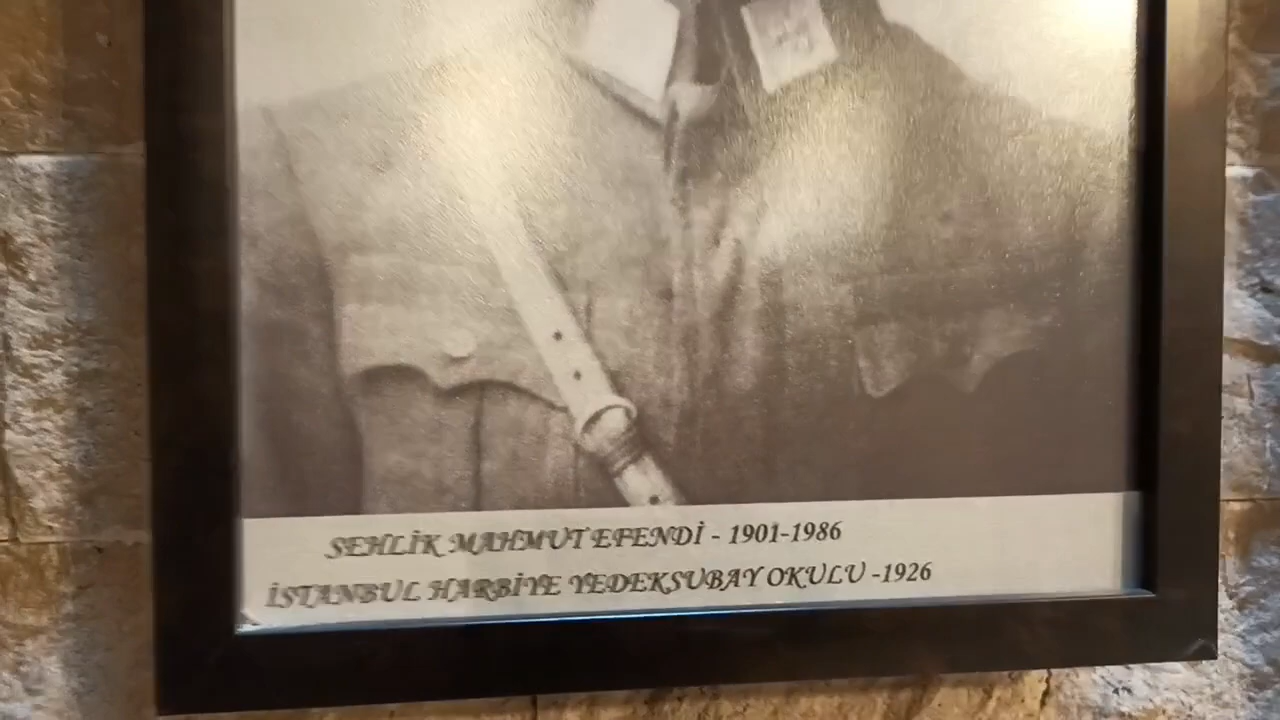 SEHLİK MAHMUT EFENDİ - 1901-1986
İSTANBUL HARBİYE YEDEKSUBAY OKULU -1926